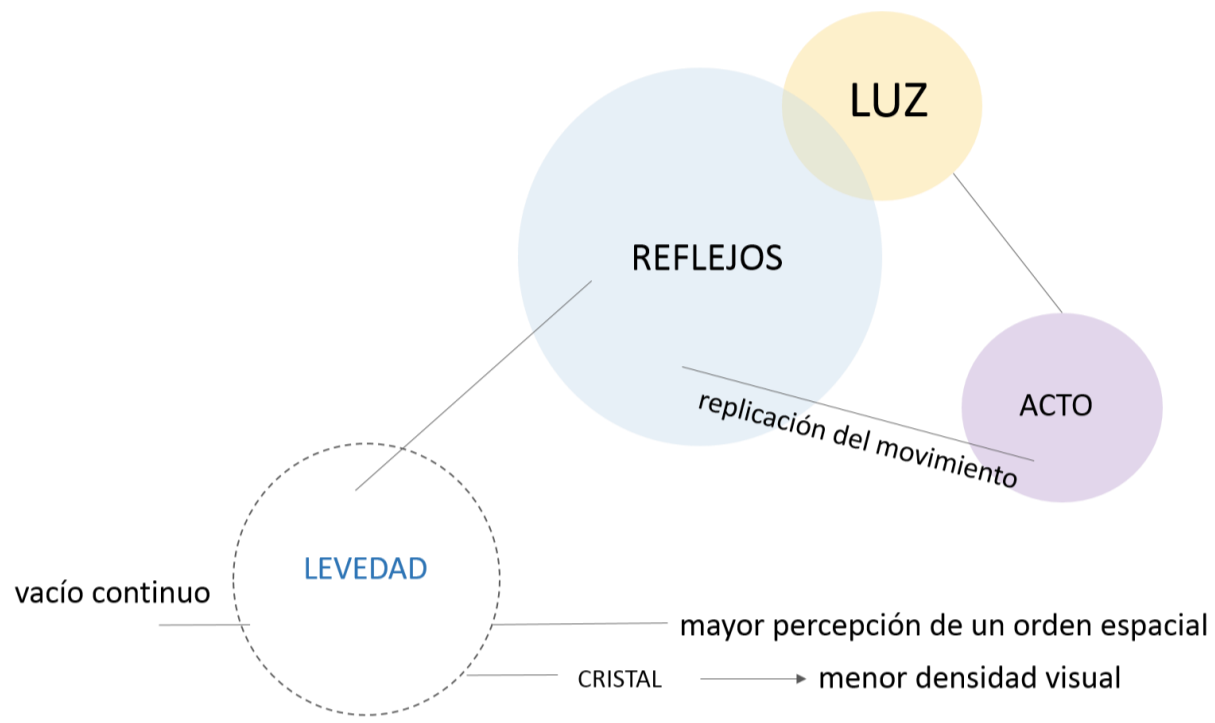 LUZ
REFLEJOS
ACTO
replicación del movimiento
LEVEDAD
vacío continuo
mayor percepción de un orden espacial
CRISTAL
menor densidad visual